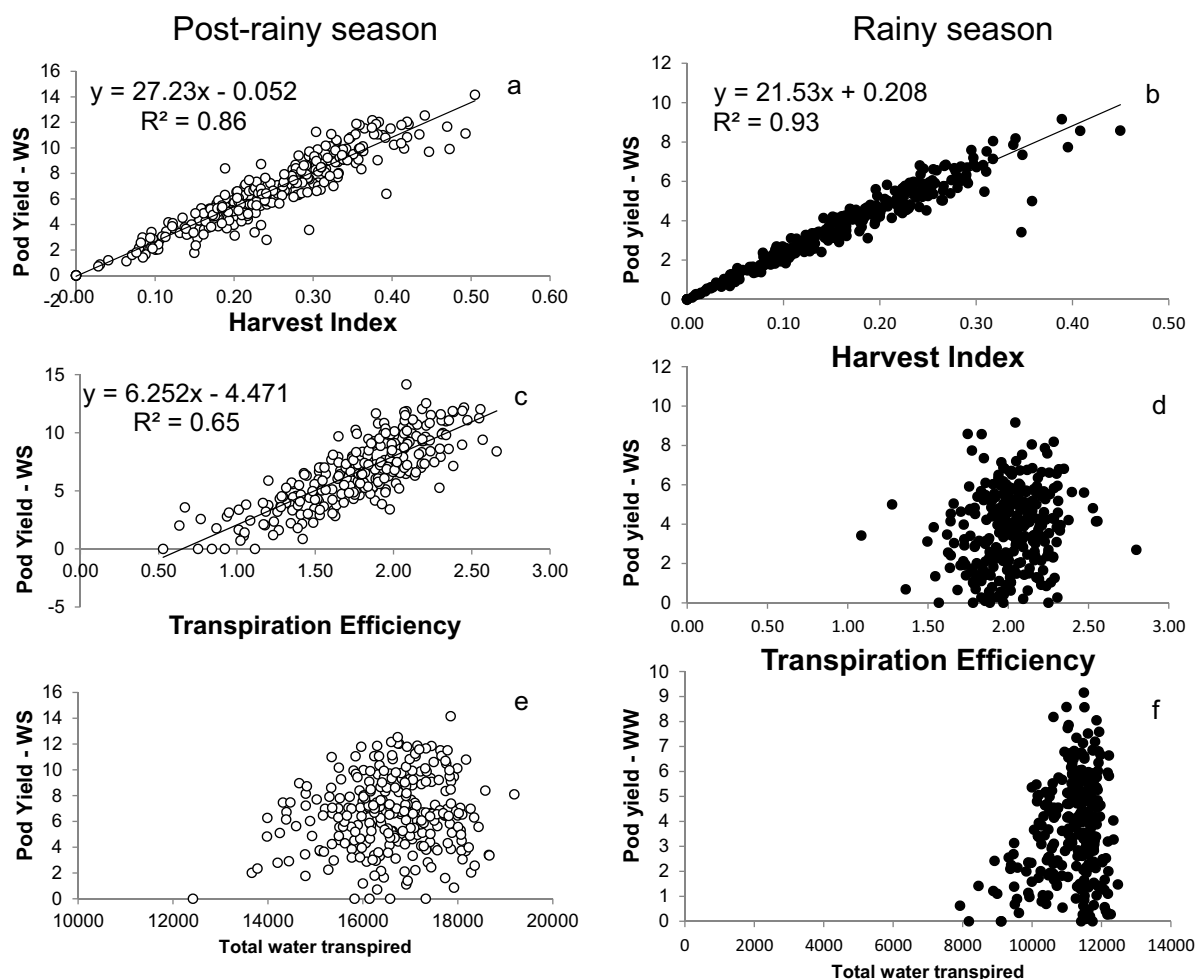 Post-rainy season
Rainy season
a
y = 27.23x - 0.052
R² = 0.86
Pod Yield - WS
16
14
12
10
8
6
4
2
0
-2
0.00 0.10 0.20 0.30 0.40 0.50 0.60
Harvest Index
b
y = 21.53x + 0.208
R² = 0.93
Pod yield - WS
12
10
8
6
4
2
0
0.00 0.10 0.20 0.30 0.40 0.50
Harvest Index
c
y = 6.252x - 4.471
R² = 0.65
Pod Yield - WS
15
10
5
0
-5
0.00 0.50 1.00 1.50 2.00 2.50 3.00
Transpiration Efficiency
d
Pod yield - WS
12
10
8
6
4
2
0
0.00 0.50 1.00 1.50 2.00 2.50 3.00
Transpiration Efficiency
e
Pod Yield - WS
16
14
12
10
8
6
4
2
0
10000 12000 14000 16000 18000 20000
Total water transpired
f
Pod yield - WW
10
9
8
7
6
5
4
3
2
1
0
0 2000 4000 6000 8000 10000 12000 14000
Total water transpired